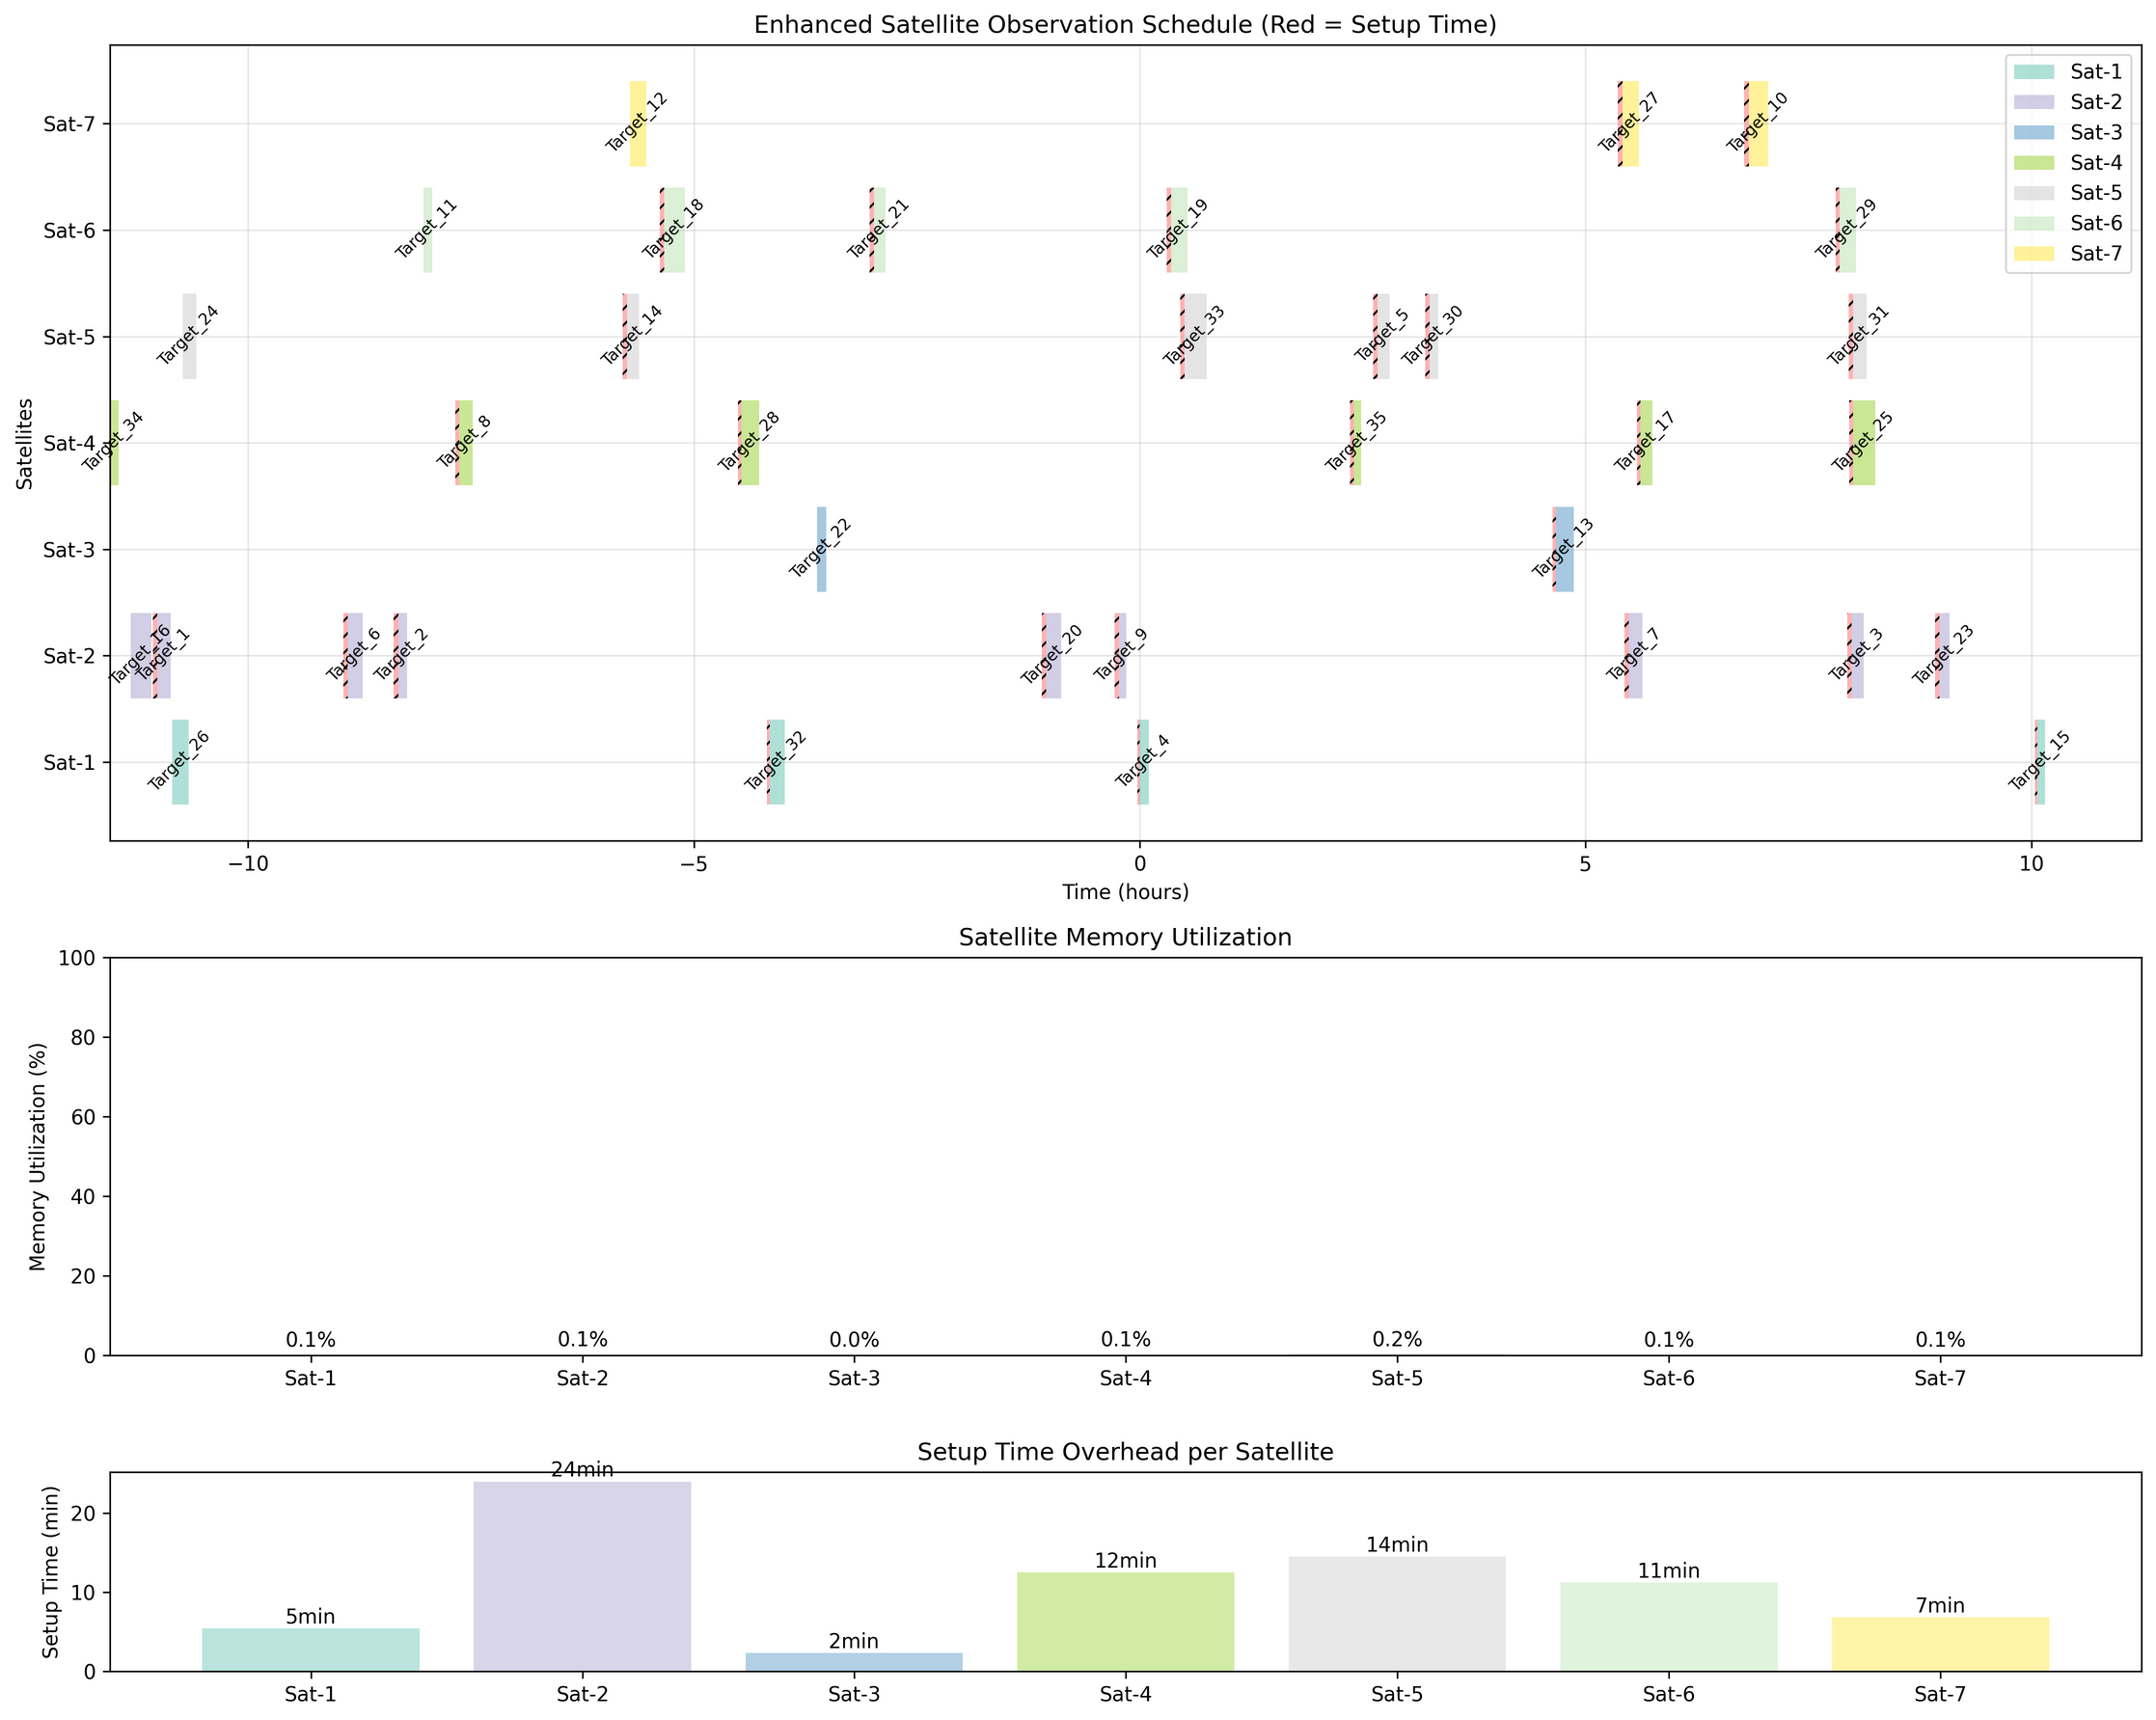 Enhanced Satellite Observation Schedule (Red = Setup Time)
Satellites
Sat-7
Target_12
Target_27
Target_10
Sat-6
Target_11
Target_18
Target_21
Target_19
Target_29
Sat-5
Target_24
Target_14
Target_33
Target_5
Target_30
Target_31
Sat-4
Target_34
Target_8
Target_28
Target_35
Target_17
Target_25
Sat-3
Target_22
Target_13
Sat-2
Target_16
Target_1
Target_6
Target_2
Target_20
Target_9
Target_7
Target_3
Target_23
Sat-1
Target_26
Target_32
Target_4
Target_15
Sat-1
Sat-2
Sat-3
Sat-4
Sat-5
Sat-6
Sat-7
−10 −5 0 5 10
Time (hours)
Satellite Memory Utilization
Memory Utilization (%)
100
80
60
40
20
0
0.1% 0.1% 0.0% 0.1% 0.2% 0.1% 0.1%
Sat-1 Sat-2 Sat-3 Sat-4 Sat-5 Sat-6 Sat-7
Setup Time Overhead per Satellite
Setup Time (min)
20
10
0
5min 24min 2min 12min 14min 11min 7min
Sat-1 Sat-2 Sat-3 Sat-4 Sat-5 Sat-6 Sat-7